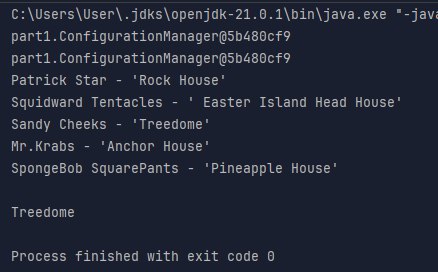 C:\Users\User\.jdks\openjdk-21.0.1\bin\java.exe "-java
part1.ConfigurationManager@5b480cf9
part1.ConfigurationManager@5b480cf9
Patrick Star - 'Rock House'
Squidward Tentacles - ' Easter Island Head House'
Sandy Cheeks - 'Treedome'
Mr.Krabs - 'Anchor House'
SpongeBob SquarePants - 'Pineapple House'
Treedome
Process finished with exit code 0